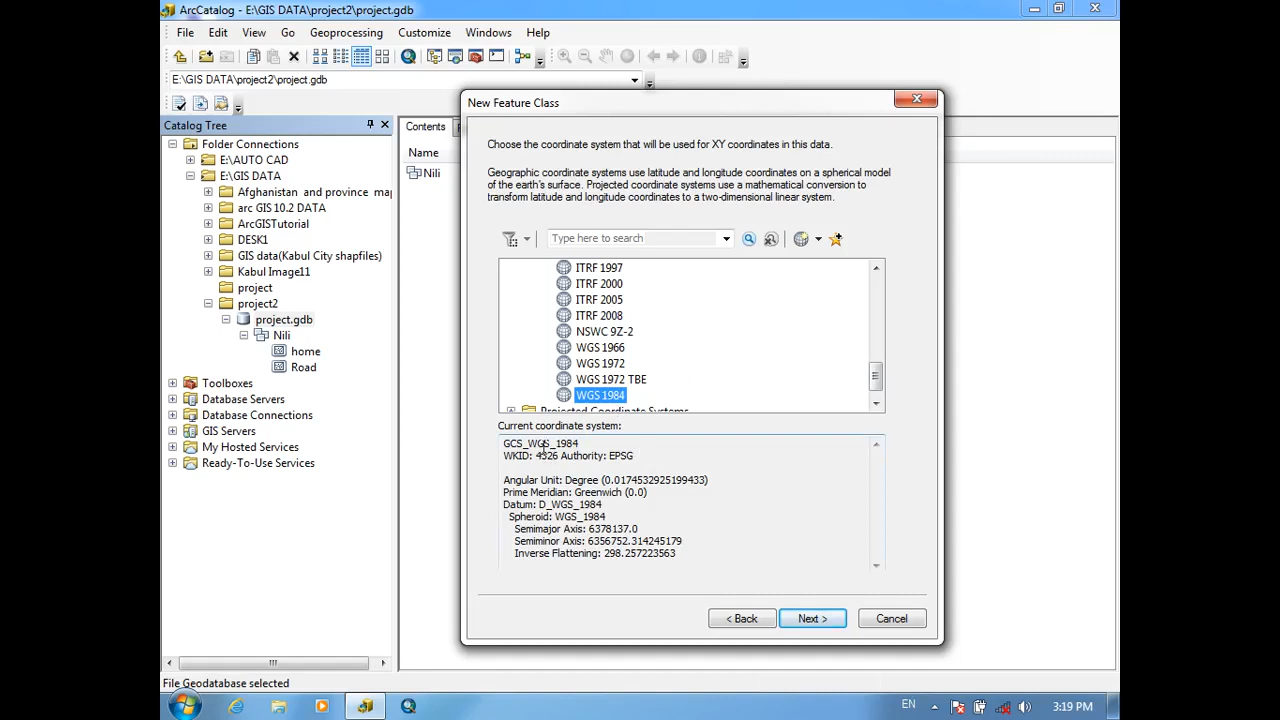 ArcCatalog - E:\GIS DATA\project2\project.gdb
File Edit View Go Geoprocessing Customize Windows Help
E:\GIS DATA\project2\project.gdb
Catalog Tree
Folder Connections
E:\AUTO CAD
E:\GIS DATA
Afghanistan and province map
arc GIS 10.2 DATA
ArcGISTutorial
DESK1
GIS data(Kabul City shapfiles)
Kabul Image11
project
project2
project.gdb
Nili
home
Road
Toolboxes
Database Servers
Database Connections
GIS Servers
My Hosted Services
Ready-To-Use Services
Contents
Name
Nili
New Feature Class
Choose the coordinate system that will be used for XY coordinates in this data.
Geographic coordinate systems use latitude and longitude coordinates on a spherical model
of the earth's surface. Projected coordinate systems use a mathematical conversion to
transform latitude and longitude coordinates to a two-dimensional linear system.
Type here to search
ITRF 1997
ITRF 2000
ITRF 2005
ITRF 2008
NSWC 9Z-2
WGS 1966
WGS 1972
WGS 1972 TBE
WGS 1984
Projected Coordinate Systems
Current coordinate system:
GCS_WGS_1984
WKID: 4326 Authority: EPSG
Angular Unit: Degree (0.0174532925199433)
Prime Meridian: Greenwich (0.0)
Datum: D_WGS_1984
Spheroid: WGS_1984
Semimajor Axis: 6378137.0
Semiminor Axis: 6356752.314245179
Inverse Flattening: 298.257223563
< Back Next > Cancel
File Geodatabase selected
EN 3:19 PM